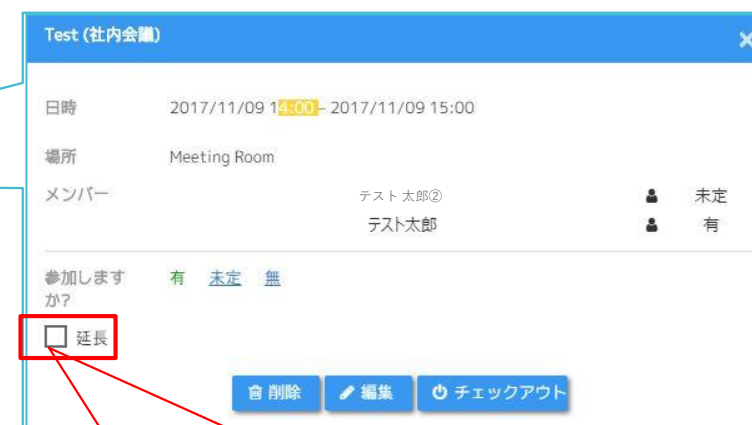 Test (社内会議)
日時 2017/11/09 14:00 – 2017/11/09 15:00
場所 Meeting Room
メンバー テスト 太郎② 未定
テスト太郎 有
参加します
か? 有 未定 無
延長
削除 編集 チェックアウト